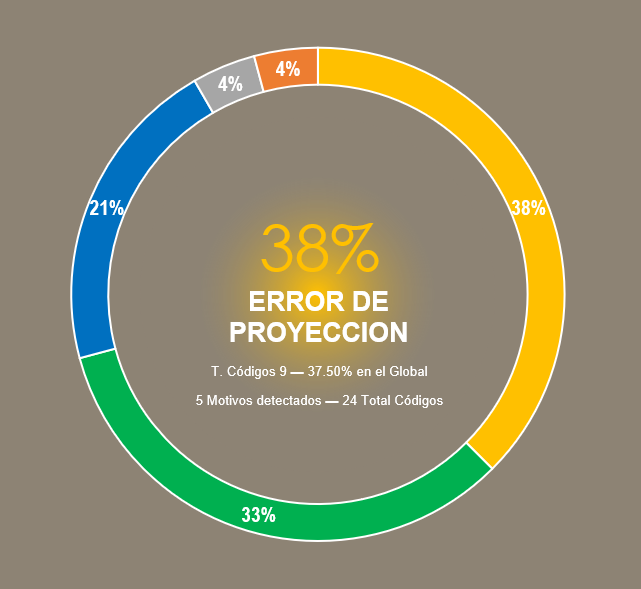 4%
4%
21%
38%
38%
ERROR DE
PROYECCION
T. Códigos 9 — 37.50% en el Global
5 Motivos detectados — 24 Total Códigos
33%